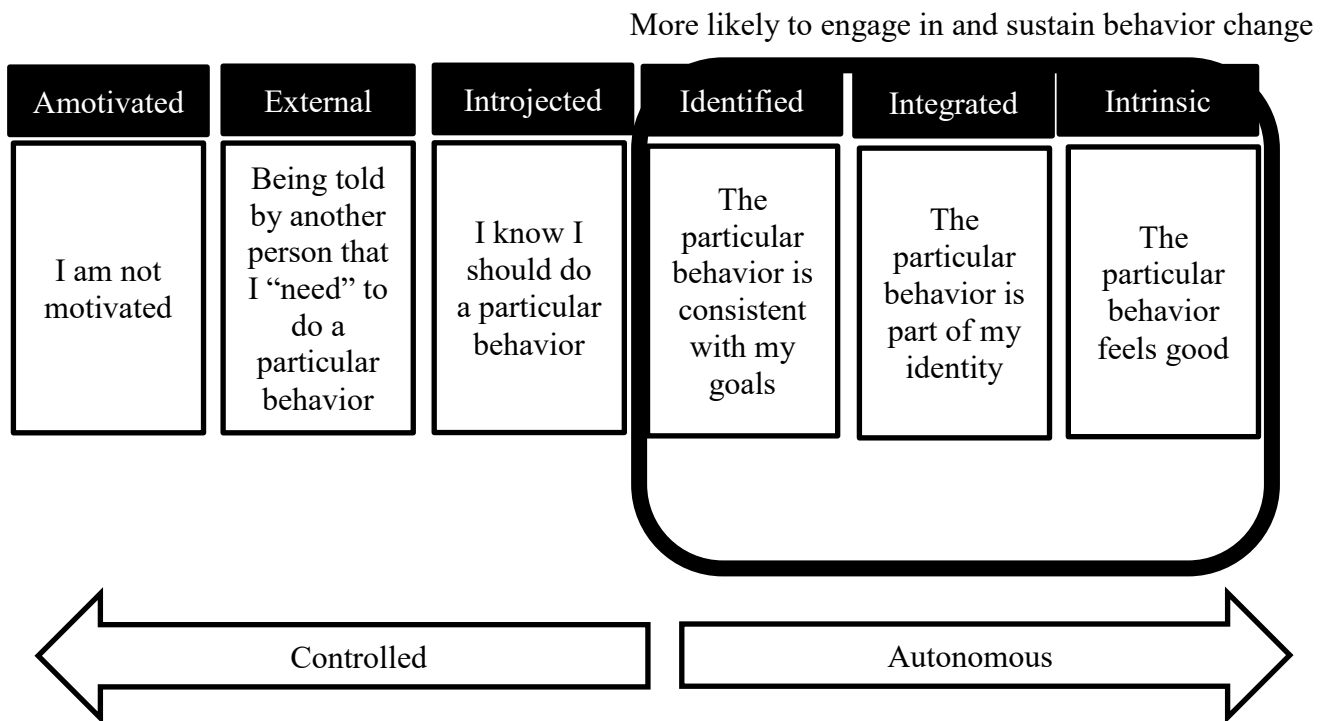 More likely to engage in and sustain behavior change
Amotivated
External
Introjected
Identified
Integrated
Intrinsic
I am not
motivated
Being told
by another
person that
I “need” to
do a
particular
behavior
I know I
should do
a particular
behavior
The
particular
behavior is
consistent
with my
goals
The
particular
behavior is
part of my
identity
The
particular
behavior
feels good
Controlled
Autonomous